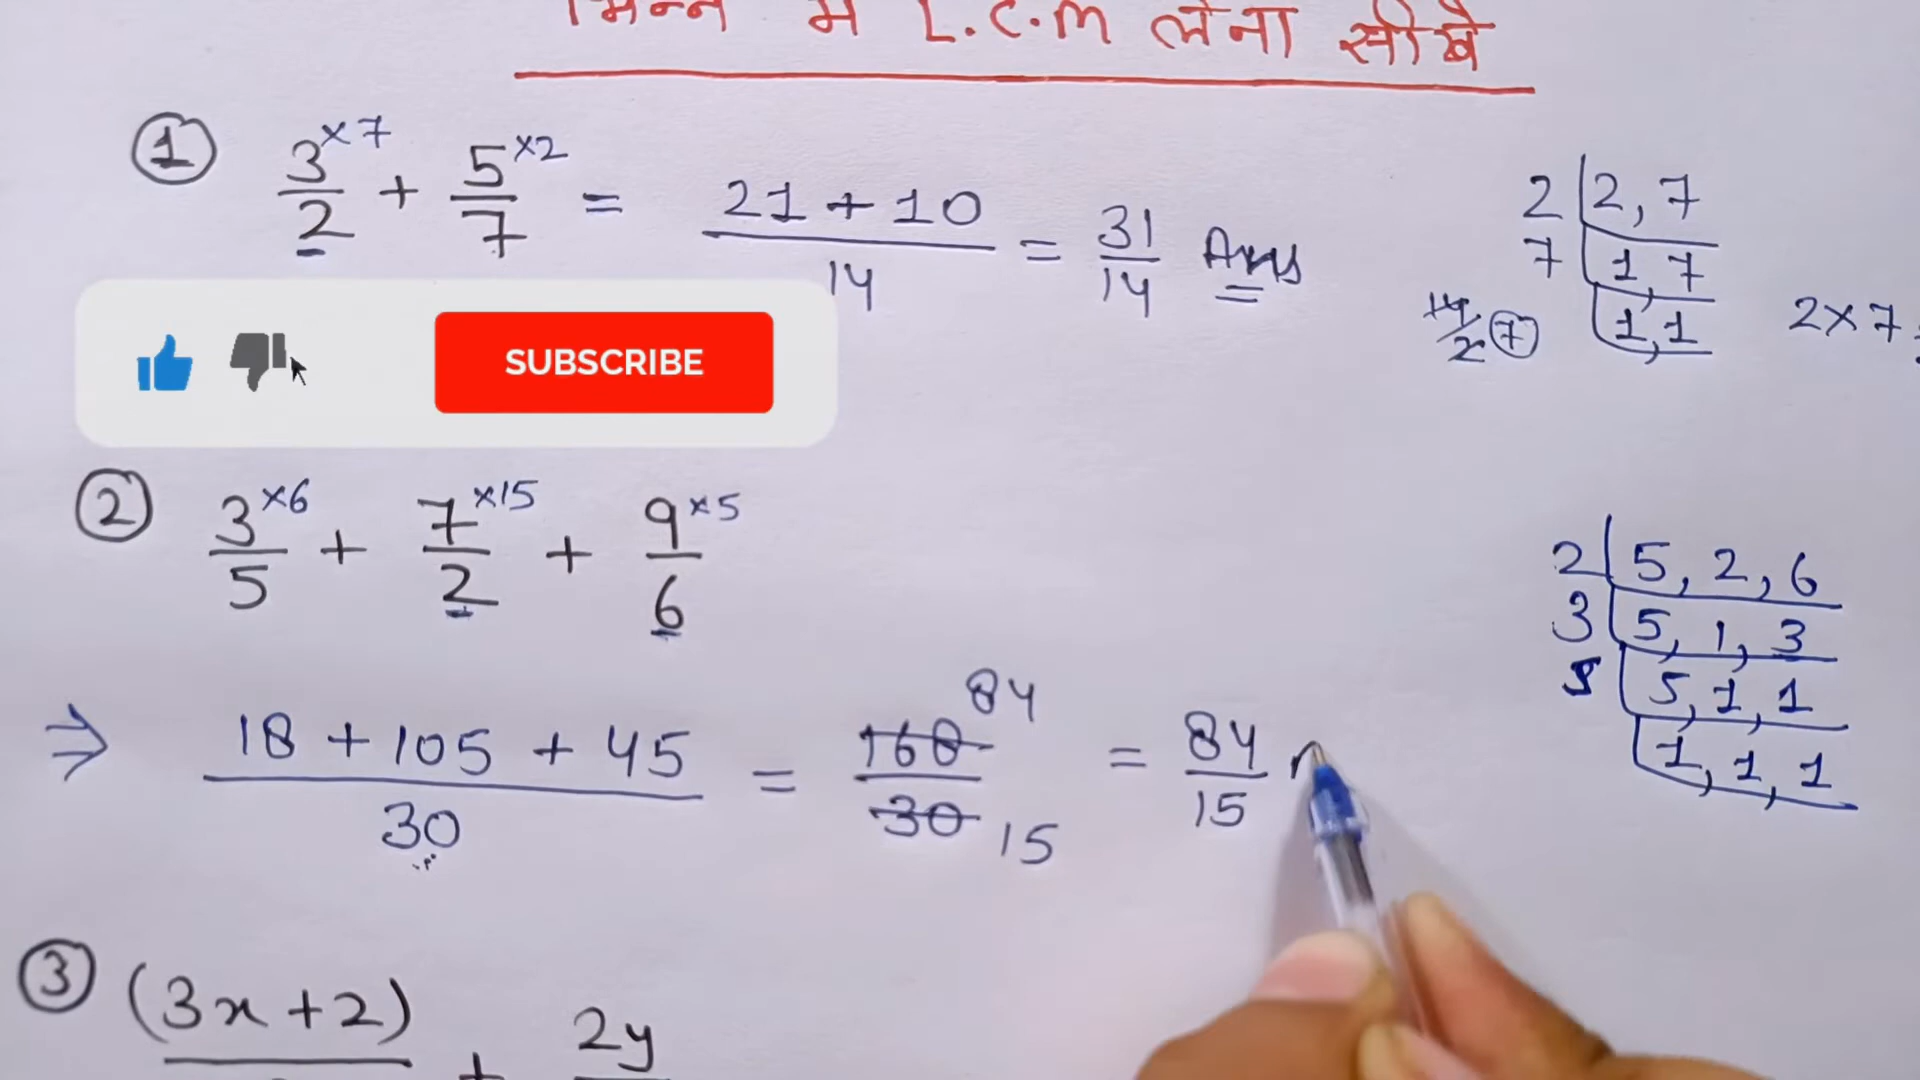 भिन्न में L.C.M लेना सीखे
① 3/2 ×7 + 5/7 ×2 = 21 + 10 / 14 = 31/14 Ans
2 | 2, 7
7 | 1, 7
1, 1
14/2 ⑦
2×7
SUBSCRIBE
② 3/5 ×6 + 7/2 ×15 + 9/6 ×5
⇒ 18 + 105 + 45 / 30 = 168/30 84/15 = 84/15
2 | 5, 2, 6
3 | 5, 1, 3
5 | 5, 1, 1
1, 1, 1
③ (3x+2) + 2y